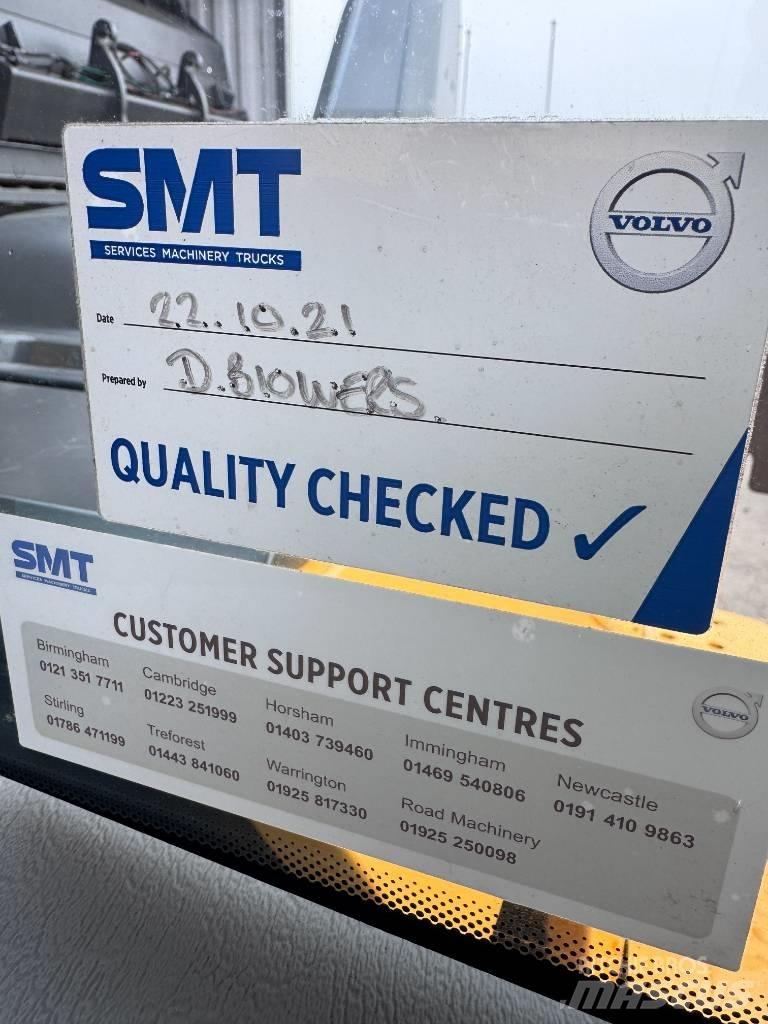 SMT
SERVICES MACHINERY TRUCKS
VOLVO
Date 22.10.21
Prepared by D.BlOWERS.
QUALITY CHECKED ✓
SMT
SERVICES MACHINERY TRUCKS
CUSTOMER SUPPORT CENTRES
VOLVO
Birmingham
0121 351 7711
Cambridge
01223 251999
Horsham
01403 739460
Immingham
01469 540806
Newcastle
0191 410 9863
Stirling
01786 471199
Treforest
01443 841060
Warrington
01925 817330
Road Machinery
01925 250098